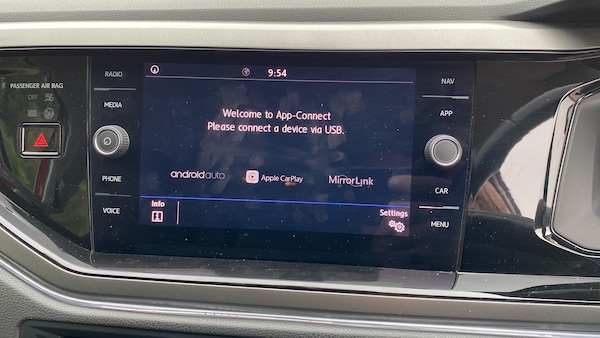 PASSENGER AIR BAG
OFF
RADIO
MEDIA
PHONE
VOICE
9:54
Welcome to App-Connect
Please connect a device via USB.
androidauto
Apple CarPlay
MirrorLink
Info
Settings
NAV
APP
CAR
MENU